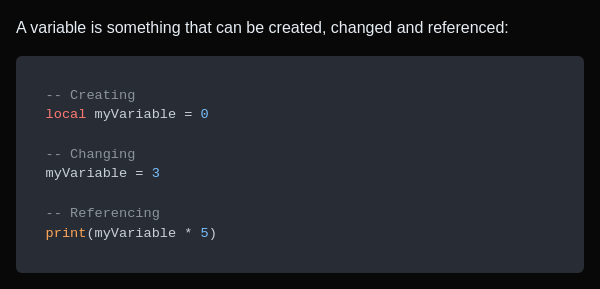 A variable is something that can be created, changed and referenced:
-- Creating
local myVariable = 0
-- Changing
myVariable = 3
-- Referencing
print(myVariable * 5)